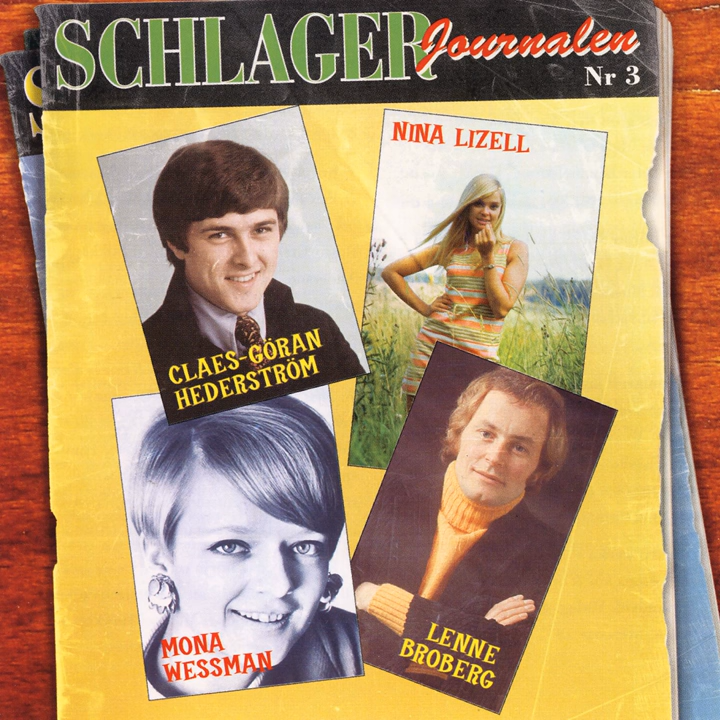 SCHLAGER Journalen
Nr 3
NINA LIZELL
CLAES-GÖRAN
HEDERSTRÖM
MONA
WESSMAN
LENNE
BROBERG